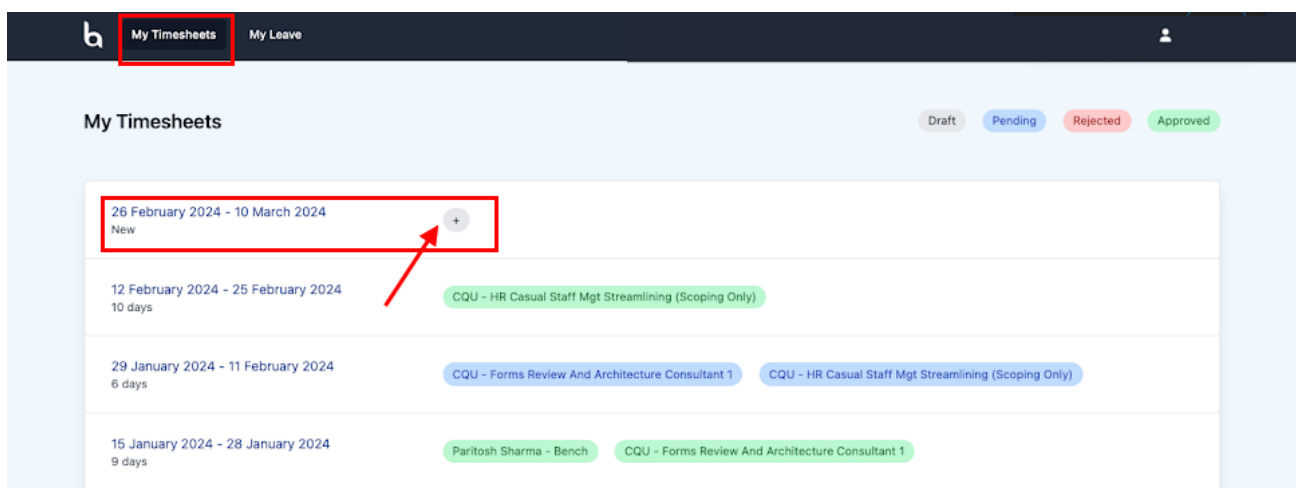 My Timesheets My Leave
My Timesheets
Draft Pending Rejected Approved
26 February 2024 - 10 March 2024
+
New
12 February 2024 - 25 February 2024
CQU - HR Casual Staff Mgt Streamlining (Scoping Only)
10 days
29 January 2024 - 11 February 2024
CQU - Forms Review And Architecture Consultant 1 CQU - HR Casual Staff Mgt Streamlining (Scoping Only)
6 days
15 January 2024 - 28 January 2024
Paritosh Sharma - Bench CQU - Forms Review And Architecture Consultant 1
9 days